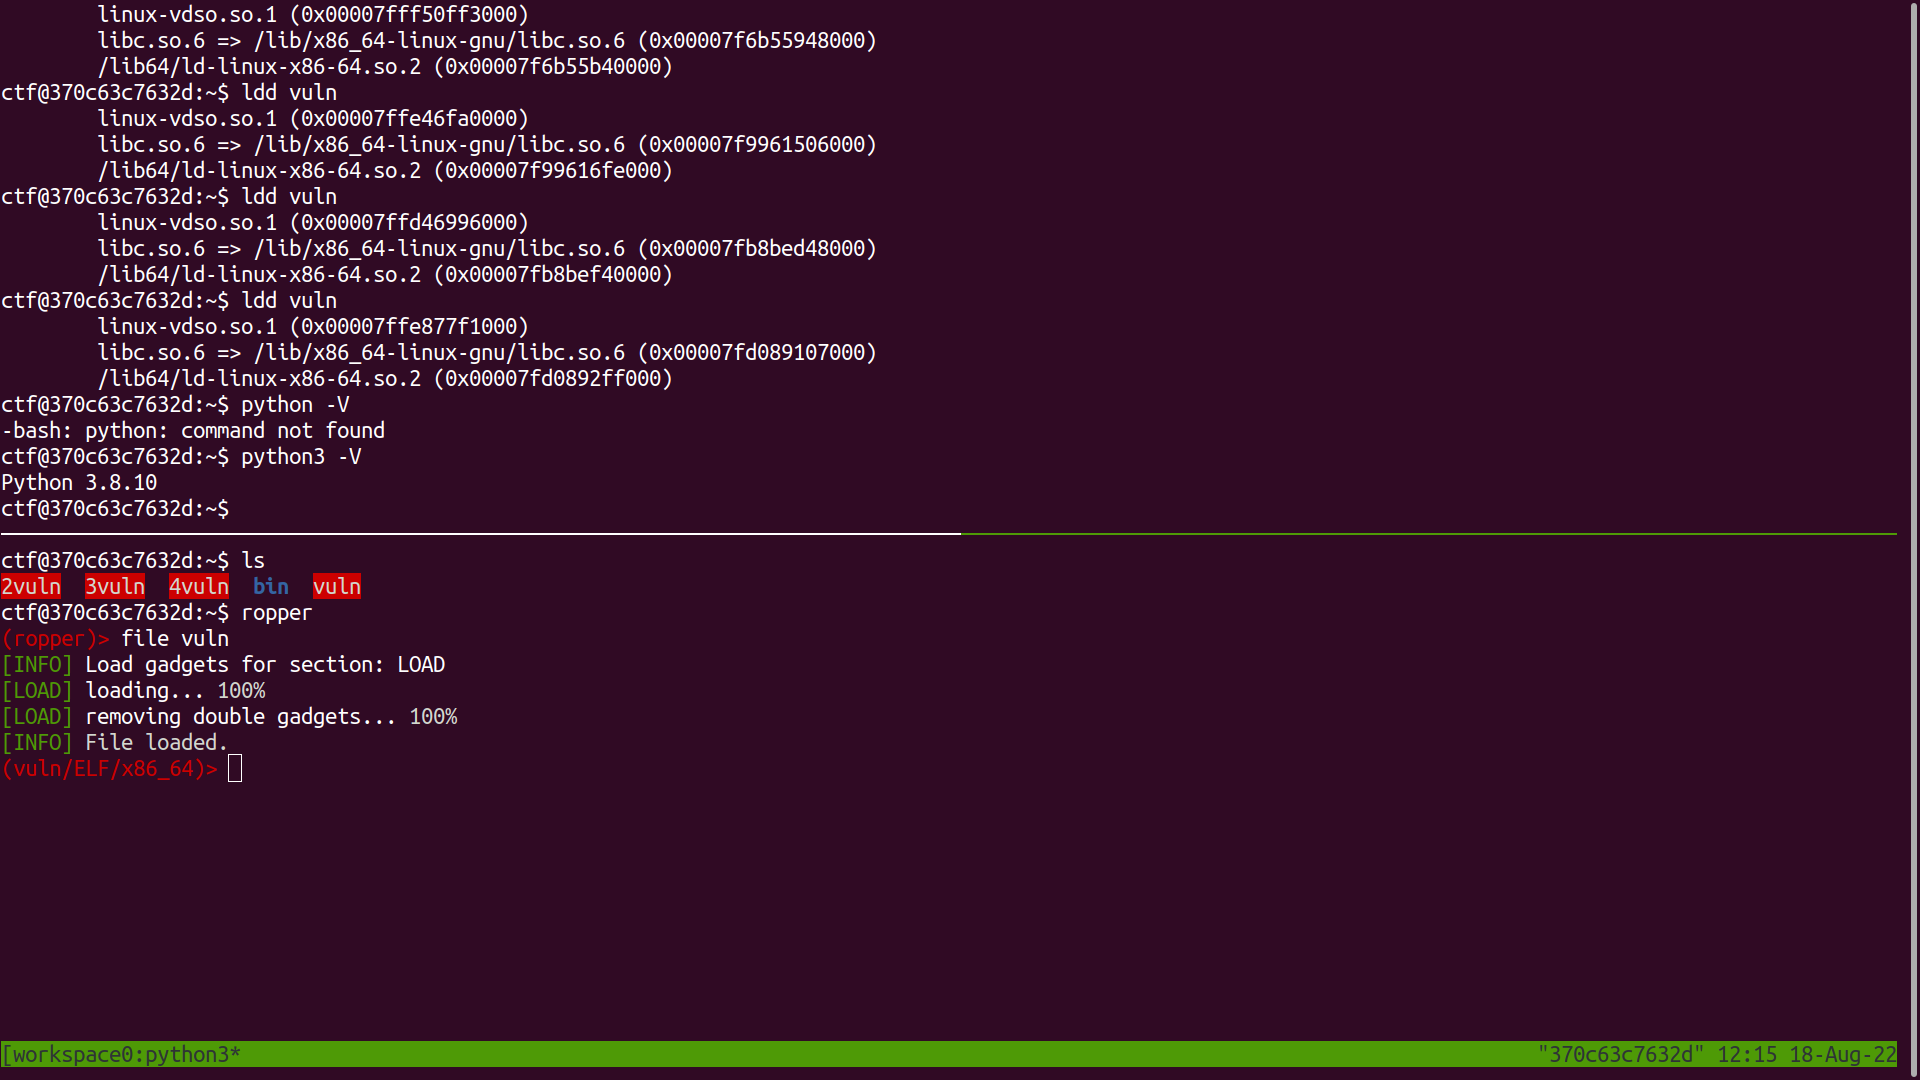 linux-vdso.so.1 (0x00007fff50ff3000)
libc.so.6 => /lib/x86_64-linux-gnu/libc.so.6 (0x00007f6b55948000)
/lib64/ld-linux-x86-64.so.2 (0x00007f6b55b40000)
ctf@370c63c7632d:~$ ldd vuln
linux-vdso.so.1 (0x00007ffe46fa0000)
libc.so.6 => /lib/x86_64-linux-gnu/libc.so.6 (0x00007f9961506000)
/lib64/ld-linux-x86-64.so.2 (0x00007f99616fe000)
ctf@370c63c7632d:~$ ldd vuln
linux-vdso.so.1 (0x00007ffd46996000)
libc.so.6 => /lib/x86_64-linux-gnu/libc.so.6 (0x00007fb8bed48000)
/lib64/ld-linux-x86-64.so.2 (0x00007fb8bef40000)
ctf@370c63c7632d:~$ ldd vuln
linux-vdso.so.1 (0x00007ffe877f1000)
libc.so.6 => /lib/x86_64-linux-gnu/libc.so.6 (0x00007fd089107000)
/lib64/ld-linux-x86-64.so.2 (0x00007fd0892ff000)
ctf@370c63c7632d:~$ python -V
-bash: python: command not found
ctf@370c63c7632d:~$ python3 -V
Python 3.8.10
ctf@370c63c7632d:~$
ctf@370c63c7632d:~$ ls
2vuln 3vuln 4vuln bin vuln
ctf@370c63c7632d:~$ ropper
(ropper)> file vuln
[INFO] Load gadgets for section: LOAD
[LOAD] loading... 100%
[LOAD] removing double gadgets... 100%
[INFO] File loaded.
(vuln/ELF/x86_64)>
[workspace0:python3* "370c63c7632d" 12:15 18-Aug-22